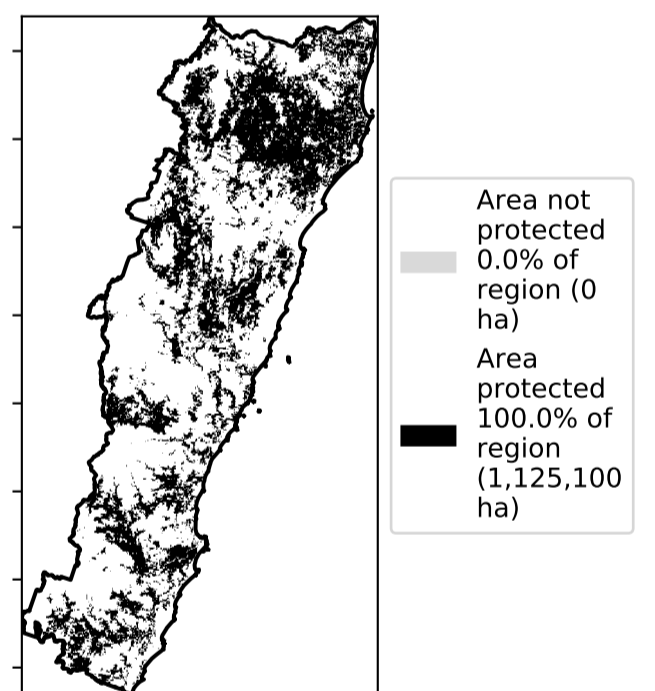 Area not
protected
0.0% of
region (0
ha)
Area
protected
100.0% of
region
(1,125,100
ha)